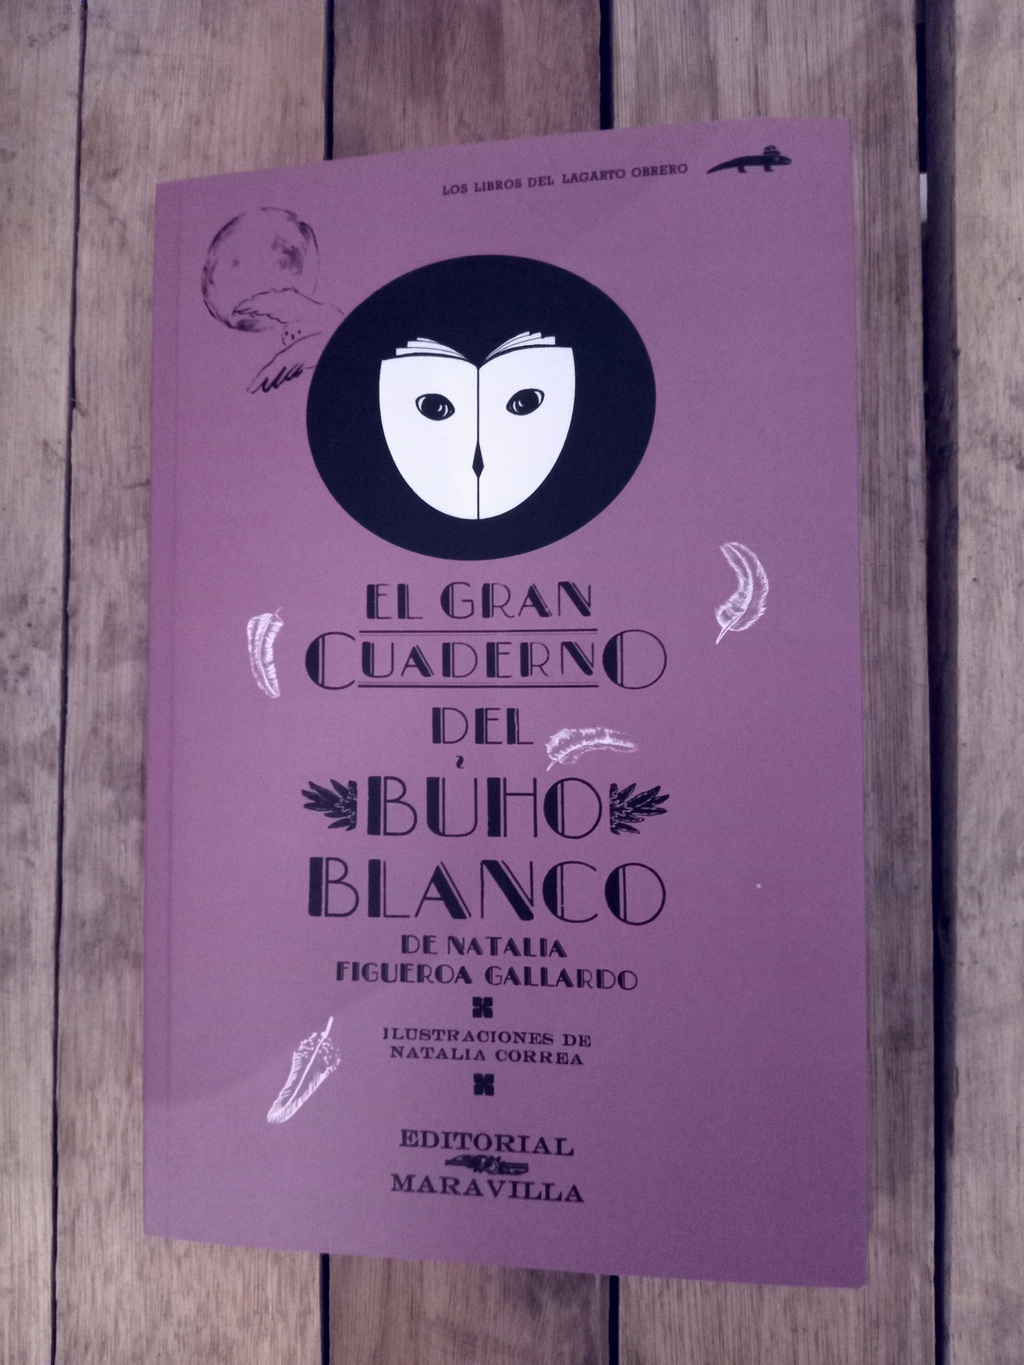 LOS LIBROS DEL LAGARTO OBRERO
EL GRAN
CUADERNO
DEL
BÚHO
BLANCO
DE NATALIA
FIGUEROA GALLARDO
ILUSTRACIONES DE
NATALIA CORREA
EDITORIAL
MARAVILLA